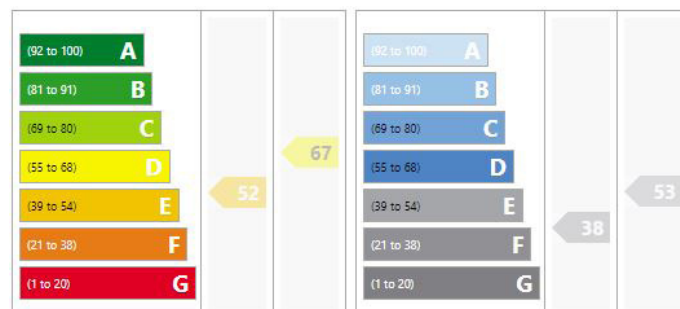 (92 to 100) A
(81 to 91) B
(69 to 80) C
(55 to 68) D
(39 to 54) E
(21 to 38) F
(1 to 20) G
52
67
(92 to 100) A
(81 to 91) B
(69 to 80) C
(55 to 68) D
(39 to 54) E
(21 to 38) F
(1 to 20) G
38
53